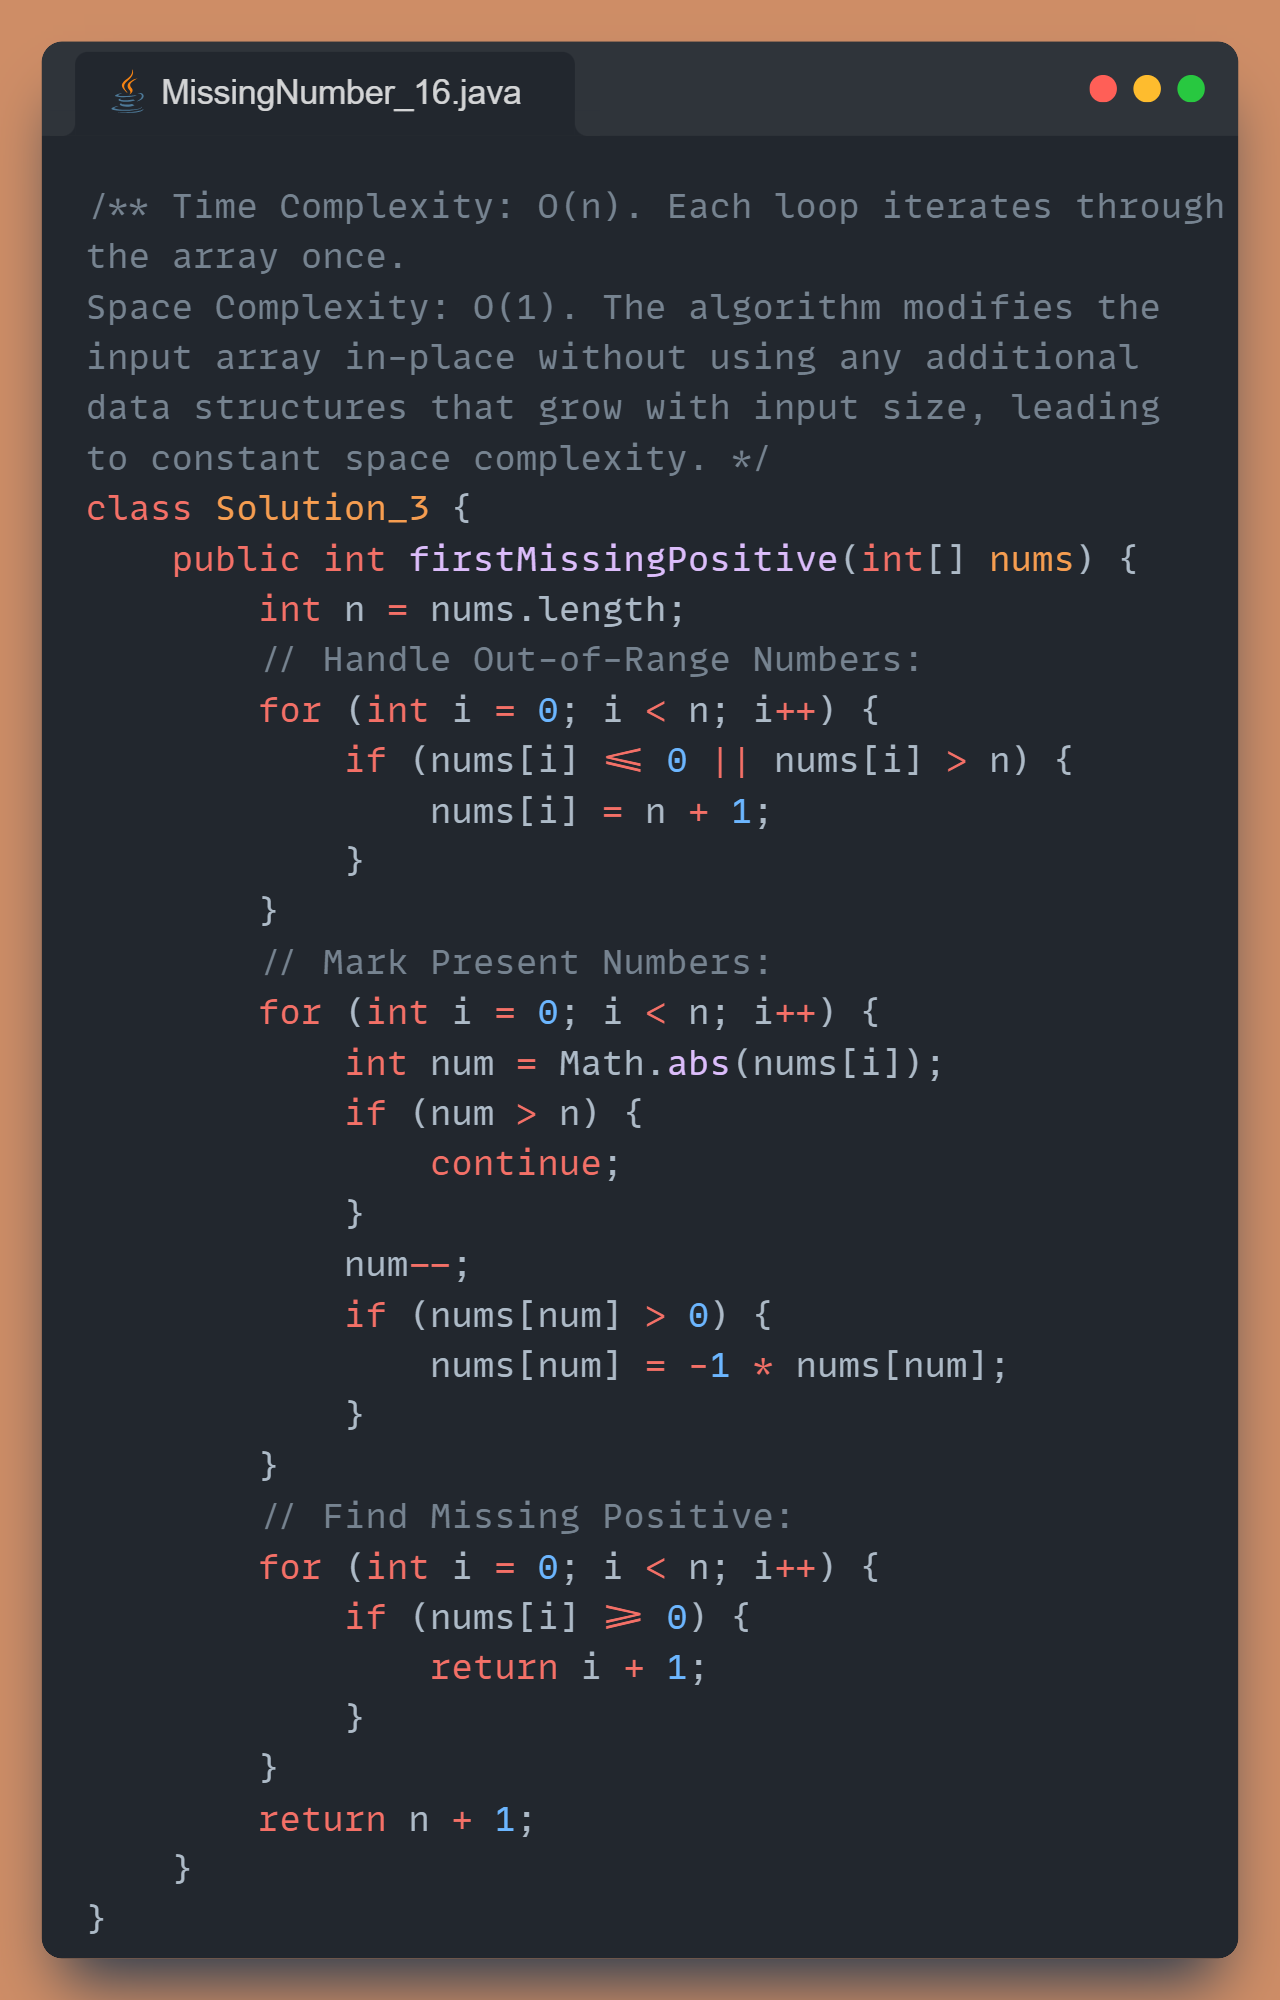 MissingNumber_16.java
/** Time Complexity: O(n). Each loop iterates through
the array once.
Space Complexity: O(1). The algorithm modifies the
input array in-place without using any additional
data structures that grow with input size, leading
to constant space complexity. */
class Solution_3 {
    public int firstMissingPositive(int[] nums) {
        int n = nums.length;
        // Handle Out-of-Range Numbers:
        for (int i = 0; i < n; i++) {
            if (nums[i] <= 0 || nums[i] > n) {
                nums[i] = n + 1;
            }
        }
        // Mark Present Numbers:
        for (int i = 0; i < n; i++) {
            int num = Math.abs(nums[i]);
            if (num > n) {
                continue;
            }
            num--;
            if (nums[num] > 0) {
                nums[num] = -1 * nums[num];
            }
        }
        // Find Missing Positive:
        for (int i = 0; i < n; i++) {
            if (nums[i] >= 0) {
                return i + 1;
            }
        }
        return n + 1;
    }
}